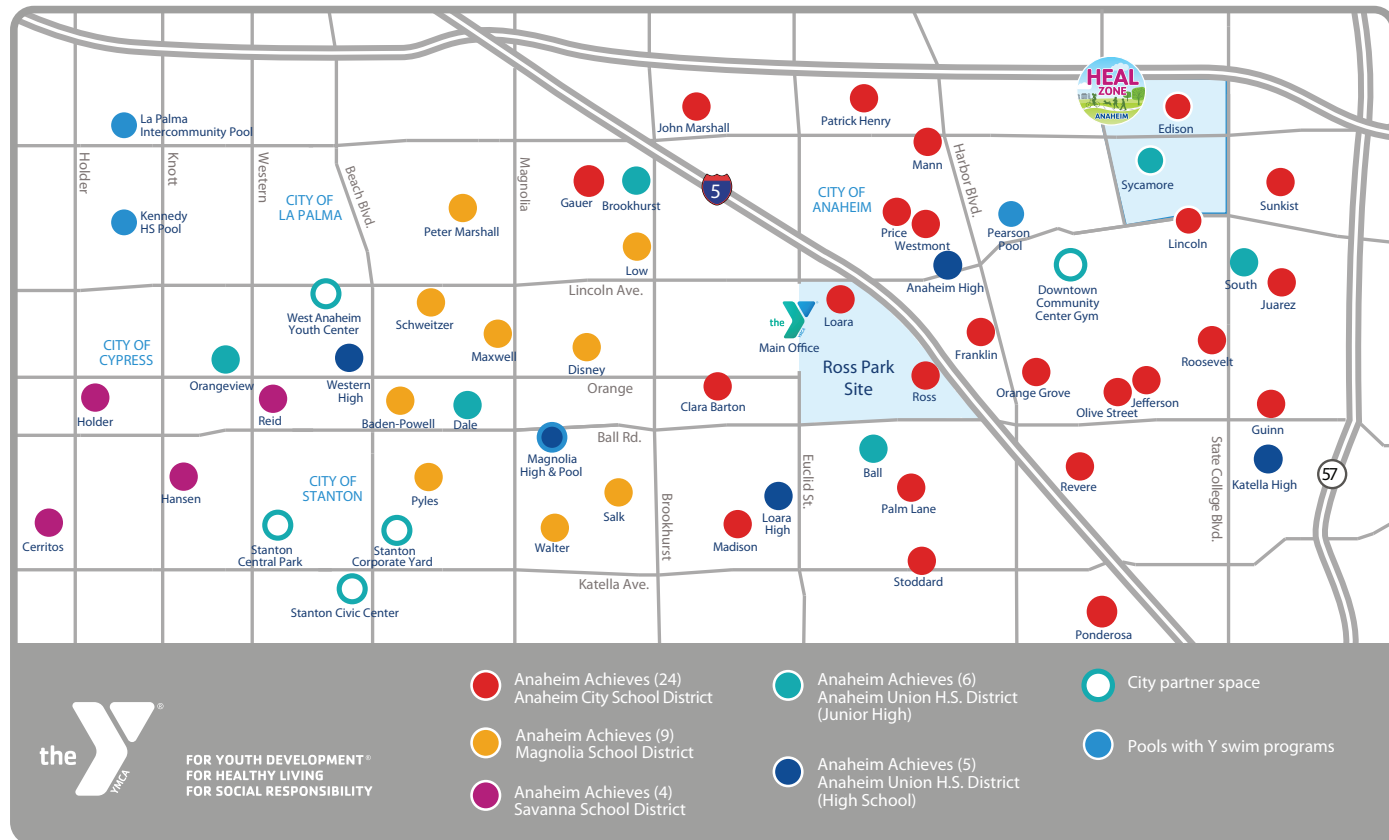 HEAL
ZONE
ANAHEIM
Edison
John Marshall
Patrick Henry
La Palma
Intercommunity Pool
Mann
Holder
Knott
Western
Beach Blvd.
Magnolia
Harbor Blvd.
Sycamore
CITY OF
LA PALMA
Gauer
Brookhurst
5
CITY OF
ANAHEIM
Sunkist
Kennedy
HS Pool
Peter Marshall
Price
Westmont
Pearson
Pool
Lincoln
Low
Anaheim High
Lincoln Ave.
Downtown
Community
Center Gym
South
Juarez
West Anaheim
Youth Center
Schweitzer
the
YMCA
Main Office
Loara
Maxwell
Franklin
CITY OF
CYPRESS
Disney
Roosevelt
Orangeview
Western
High
Orange
Ross Park
Site
Ross
Orange Grove
Jefferson
Olive Street
Holder
Reid
Baden-Powell
Dale
Clara Barton
Guinn
Ball Rd.
Magnolia
High & Pool
Ball
Euclid St.
State College Blvd.
Katella High
57
Hansen
CITY OF
STANTON
Pyles
Salk
Brookhurst
Loara
High
Palm Lane
Revere
Cerritos
Stanton
Central Park
Stanton
Corporate Yard
Walter
Madison
Stoddard
Katella Ave.
Stanton Civic Center
Ponderosa
the
YMCA
®
FOR YOUTH DEVELOPMENT®
FOR HEALTHY LIVING
FOR SOCIAL RESPONSIBILITY
Anaheim Achieves (24)
Anaheim City School District
Anaheim Achieves (9)
Magnolia School District
Anaheim Achieves (4)
Savanna School District
Anaheim Achieves (6)
Anaheim Union H.S. District
(Junior High)
Anaheim Achieves (5)
Anaheim Union H.S. District
(High School)
City partner space
Pools with Y swim programs